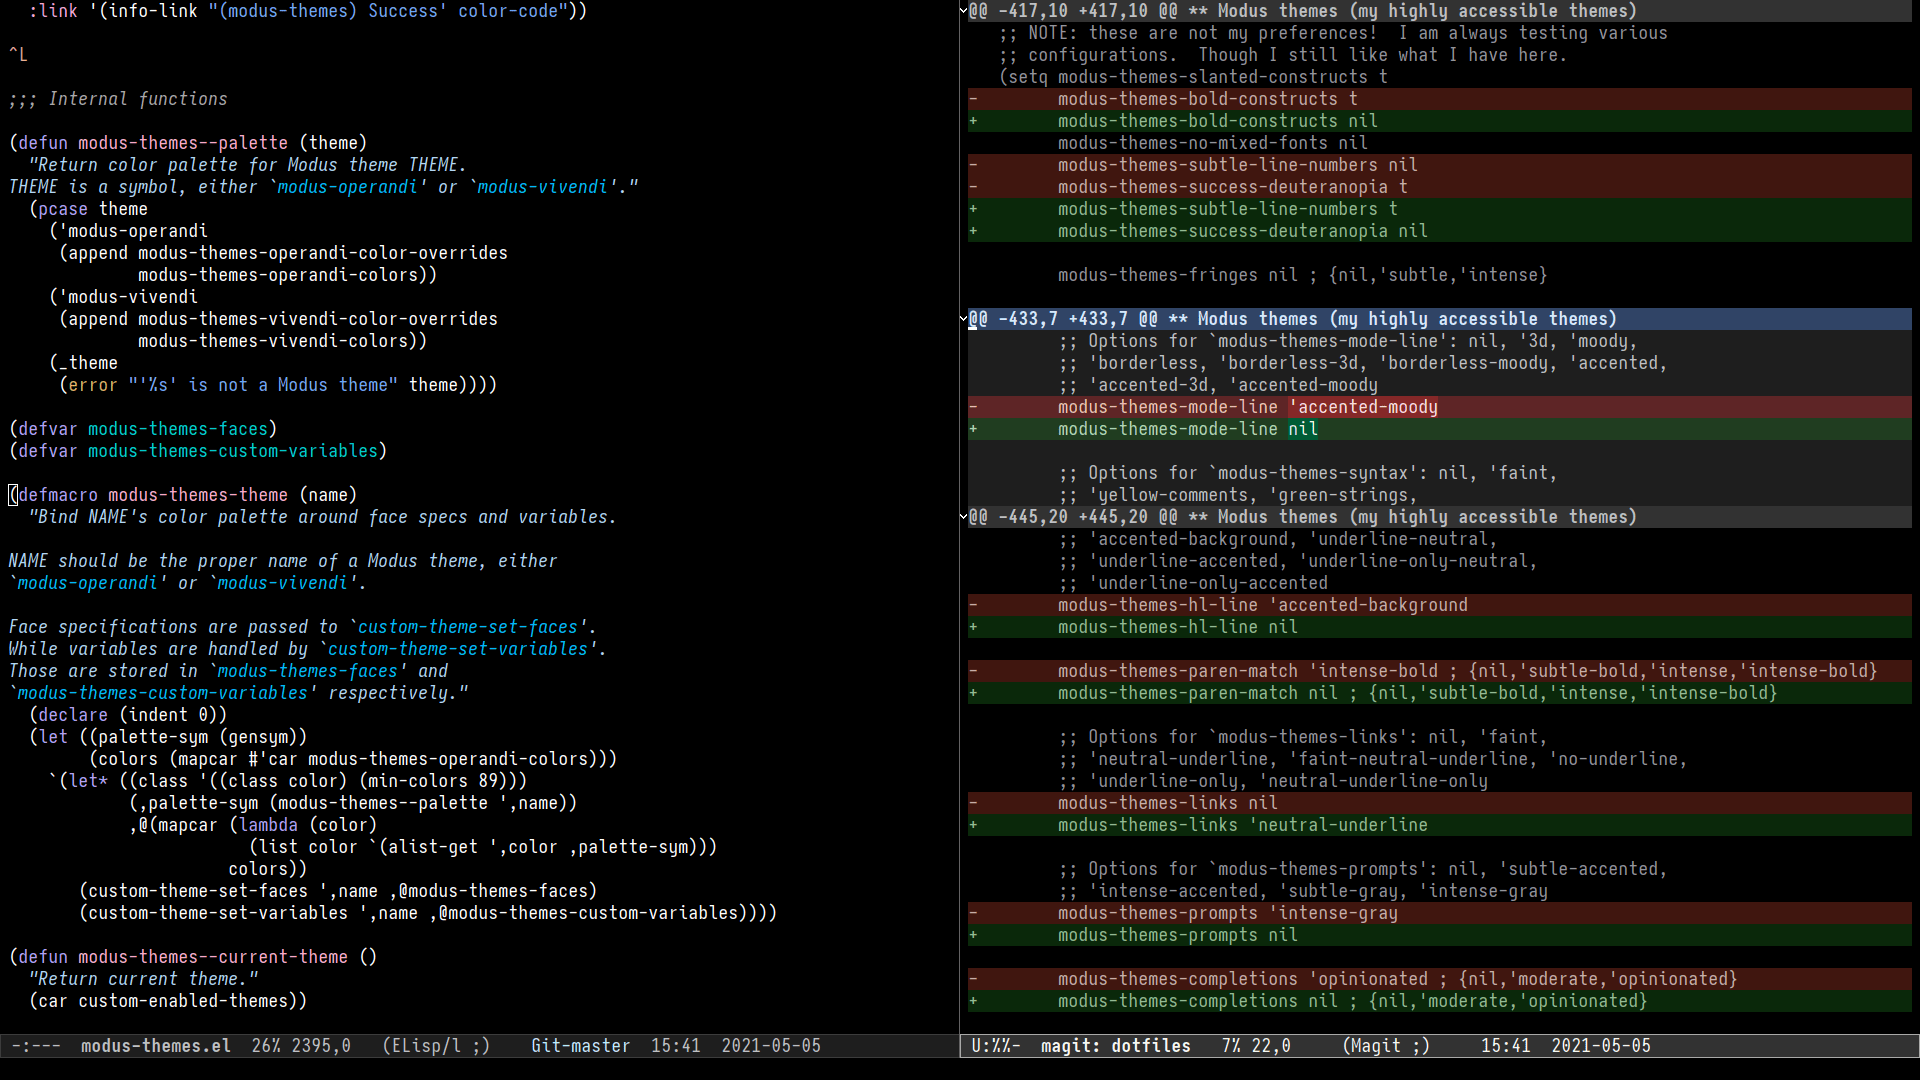 :link '(info-link "(modus-themes) Success' color-code"))

^L

;;; Internal functions

(defun modus-themes--palette (theme)
  "Return color palette for Modus theme THEME.
THEME is a symbol, either `modus-operandi' or `modus-vivendi'."
  (pcase theme
    ('modus-operandi
     (append modus-themes-operandi-color-overrides
             modus-themes-operandi-colors))
    ('modus-vivendi
     (append modus-themes-vivendi-color-overrides
             modus-themes-vivendi-colors))
    (_theme
     (error "'%s' is not a Modus theme" theme))))

(defvar modus-themes-faces)
(defvar modus-themes-custom-variables)

(defmacro modus-themes-theme (name)
  "Bind NAME's color palette around face specs and variables.

NAME should be the proper name of a Modus theme, either
`modus-operandi' or `modus-vivendi'.

Face specifications are passed to `custom-theme-set-faces'.
While variables are handled by `custom-theme-set-variables'.
Those are stored in `modus-themes-faces' and
`modus-themes-custom-variables' respectively."
  (declare (indent 0))
  (let ((palette-sym (gensym))
        (colors (mapcar #'car modus-themes-operandi-colors)))
    `(let* ((class '((class color) (min-colors 89)))
            (,palette-sym (modus-themes--palette ',name))
            ,@(mapcar (lambda (color)
                        (list color `(alist-get ',color ,palette-sym)))
                      colors))
       (custom-theme-set-faces ',name ,@modus-themes-faces)
       (custom-theme-set-variables ',name ,@modus-themes-custom-variables))))

(defun modus-themes--current-theme ()
  "Return current theme."
  (car custom-enabled-themes))

-:---  modus-themes.el  26% 2395,0   (ELisp/l ;)    Git-master  15:41  2021-05-05

@@ -417,10 +417,10 @@ ** Modus themes (my highly accessible themes)
   ;; NOTE: these are not my preferences!  I am always testing various
   ;; configurations.  Though I still like what I have here.
   (setq modus-themes-slanted-constructs t
-        modus-themes-bold-constructs t
+        modus-themes-bold-constructs nil
         modus-themes-no-mixed-fonts nil
-        modus-themes-subtle-line-numbers nil
-        modus-themes-success-deuteranopia t
+        modus-themes-subtle-line-numbers t
+        modus-themes-success-deuteranopia nil

         modus-themes-fringes nil ; {nil,'subtle,'intense}

@@ -433,7 +433,7 @@ ** Modus themes (my highly accessible themes)
         ;; Options for `modus-themes-mode-line': nil, '3d, 'moody,
         ;; 'borderless, 'borderless-3d, 'borderless-moody, 'accented,
         ;; 'accented-3d, 'accented-moody
-        modus-themes-mode-line 'accented-moody
+        modus-themes-mode-line nil

         ;; Options for `modus-themes-syntax': nil, 'faint,
         ;; 'yellow-comments, 'green-strings,
@@ -445,20 +445,20 @@ ** Modus themes (my highly accessible themes)
         ;; 'accented-background, 'underline-neutral,
         ;; 'underline-accented, 'underline-only-neutral,
         ;; 'underline-only-accented
-        modus-themes-hl-line 'accented-background
+        modus-themes-hl-line nil

-        modus-themes-paren-match 'intense-bold ; {nil,'subtle-bold,'intense,'intense-bold}
+        modus-themes-paren-match nil ; {nil,'subtle-bold,'intense,'intense-bold}

         ;; Options for `modus-themes-links': nil, 'faint,
         ;; 'neutral-underline, 'faint-neutral-underline, 'no-underline,
         ;; 'underline-only, 'neutral-underline-only
-        modus-themes-links nil
+        modus-themes-links 'neutral-underline

         ;; Options for `modus-themes-prompts': nil, 'subtle-accented,
         ;; 'intense-accented, 'subtle-gray, 'intense-gray
-        modus-themes-prompts 'intense-gray
+        modus-themes-prompts nil

-        modus-themes-completions 'opinionated ; {nil,'moderate,'opinionated}
+        modus-themes-completions nil ; {nil,'moderate,'opinionated}

U:%%-  magit: dotfiles   7% 22,0     (Magit ;)     15:41  2021-05-05